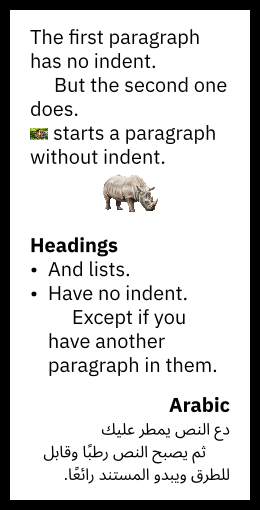 The first paragraph
has no indent.
But the second one
does.
starts a paragraph
without indent.
Headings
• And lists.
• Have no indent.
Except if you
have another
paragraph in them.
Arabic
دع النص يمطر عليك
ثم يصبح النص رطبًا وقابل
للطرق ويبدو المستند رائعًا.